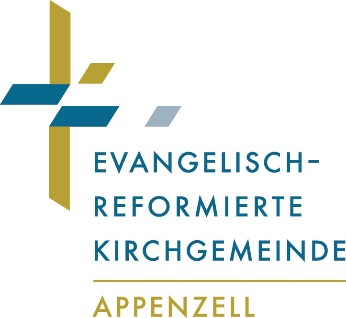 EVANGELISCH-
REFORMIERTE
KIRCHGEMEINDE
APPENZELL